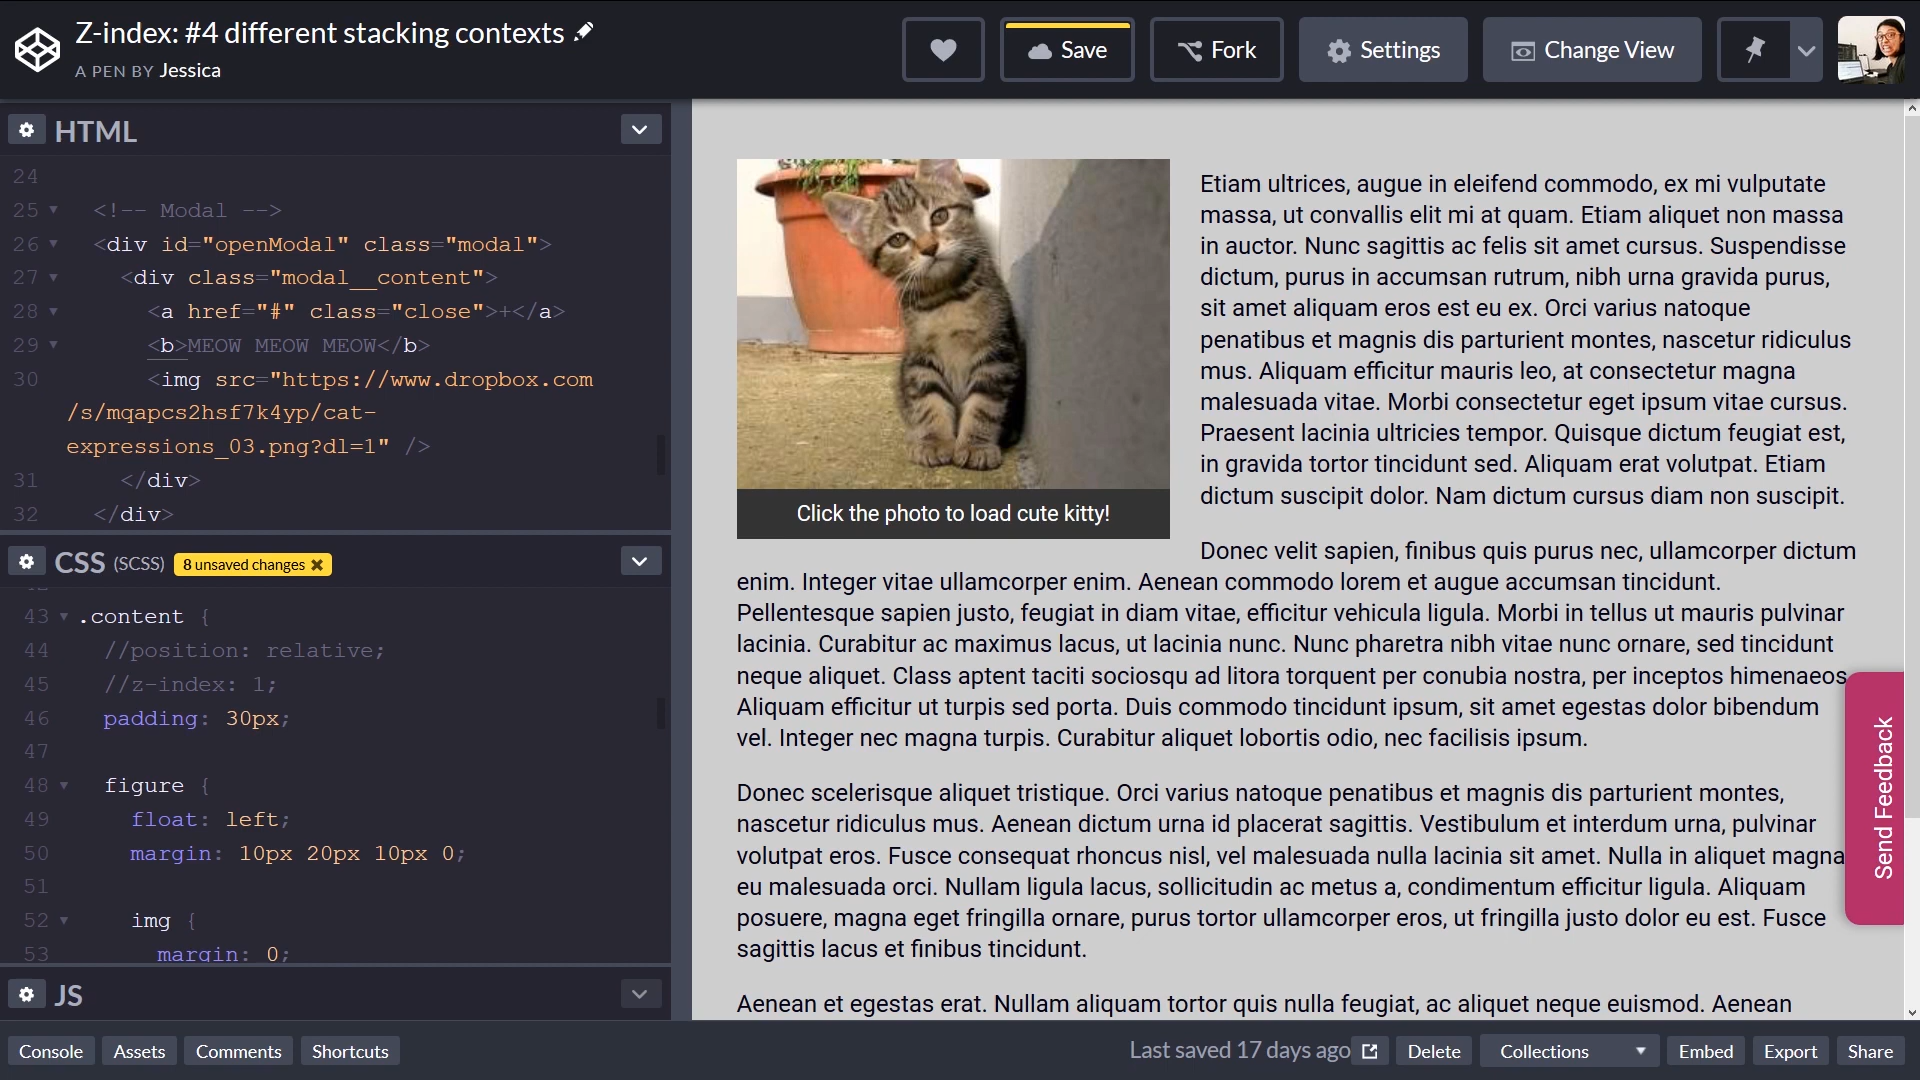 Z-index: #4 different stacking contexts
A PEN BY Jessica
Save
Fork
Settings
Change View
HTML
24
25 <!-- Modal -->
26 <div id="openModal" class="modal">
27 <div class="modal__content">
28 <a href="#" class="close">+</a>
29 <b>MEOW MEOW MEOW</b>
30 <img src="https://www.dropbox.com
/s/mqapcs2hsf7k4yp/cat-
expressions_03.png?dl=1" />
31 </div>
32 </div>
CSS (SCSS) 8 unsaved changes
43 .content {
44 //position: relative;
45 //z-index: 1;
46 padding: 30px;
47
48 figure {
49 float: left;
50 margin: 10px 20px 10px 0;
51
52 img {
53 margin: 0;
JS
Click the photo to load cute kitty!
Etiam ultrices, augue in eleifend commodo, ex mi vulputate
massa, ut convallis elit mi at quam. Etiam aliquet non massa
in auctor. Nunc sagittis ac felis sit amet cursus. Suspendisse
dictum, purus in accumsan rutrum, nibh urna gravida purus,
sit amet aliquam eros est eu ex. Orci varius natoque
penatibus et magnis dis parturient montes, nascetur ridiculus
mus. Aliquam efficitur mauris leo, at consectetur magna
malesuada vitae. Morbi consectetur eget ipsum vitae cursus.
Praesent lacinia ultricies tempor. Quisque dictum feugiat est,
in gravida tortor tincidunt sed. Aliquam erat volutpat. Etiam
dictum suscipit dolor. Nam dictum cursus diam non suscipit.
Donec velit sapien, finibus quis purus nec, ullamcorper dictum
enim. Integer vitae ullamcorper enim. Aenean commodo lorem et augue accumsan tincidunt.
Pellentesque sapien justo, feugiat in diam vitae, efficitur vehicula ligula. Morbi in tellus ut mauris pulvinar
lacinia. Curabitur ac maximus lacus, ut lacinia nunc. Nunc pharetra nibh vitae nunc ornare, sed tincidunt
neque aliquet. Class aptent taciti sociosqu ad litora torquent per conubia nostra, per inceptos himenaeos
Aliquam efficitur ut turpis sed porta. Duis commodo tincidunt ipsum, sit amet egestas dolor bibendum
vel. Integer nec magna turpis. Curabitur aliquet lobortis odio, nec facilisis ipsum.
Donec scelerisque aliquet tristique. Orci varius natoque penatibus et magnis dis parturient montes,
nascetur ridiculus mus. Aenean dictum urna id placerat sagittis. Vestibulum et interdum urna, pulvinar
volutpat eros. Fusce consequat rhoncus nisl, vel malesuada nulla lacinia sit amet. Nulla in aliquet magna
eu malesuada orci. Nullam ligula lacus, sollicitudin ac metus a, condimentum efficitur ligula. Aliquam
posuere, magna eget fringilla ornare, purus tortor ullamcorper eros, ut fringilla justo dolor eu est. Fusce
sagittis lacus et finibus tincidunt.
Aenean et egestas erat. Nullam aliquam tortor quis nulla feugiat, ac aliquet neque euismod. Aenean
Send Feedback
Console
Assets
Comments
Shortcuts
Last saved 17 days ago
Delete
Collections
Embed
Export
Share